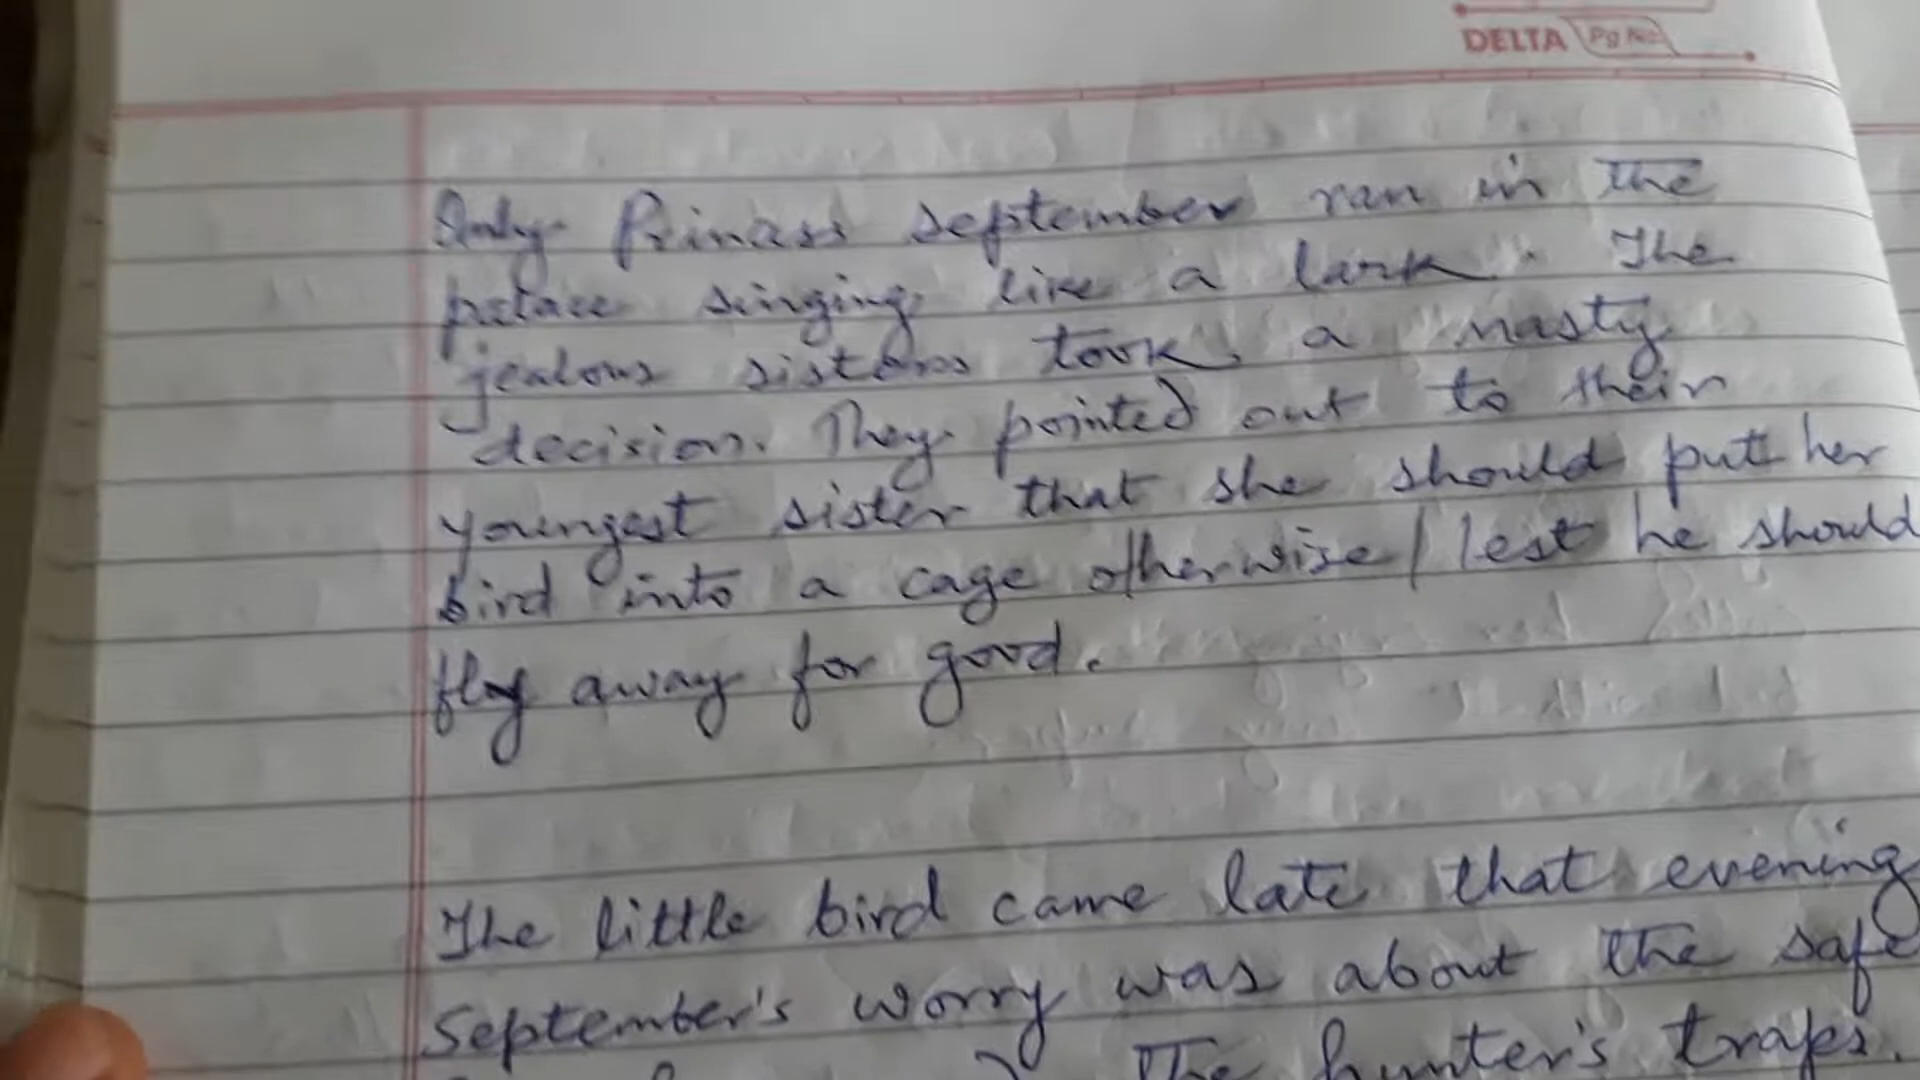 DELTA Pg No.
Only Princess september ran in the
palace singing like a lark. The
jealous sisters took a nasty
decision. They pointed out to their
youngest sister that she should put her
bird into a cage otherwise / lest he should
fly away for good.
The little bird came late that evening
September's worry was about the safe
The hunter's traps.